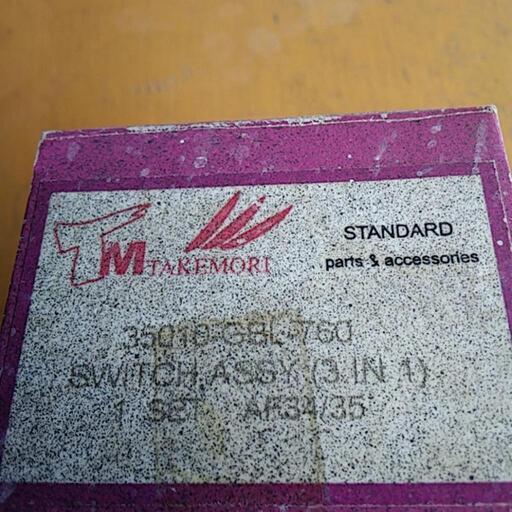 TM TAKEMORI
STANDARD
parts & accessories
35010-GBL-760
SWITCH ASSY (3 IN 1)
1 SET AF34/35